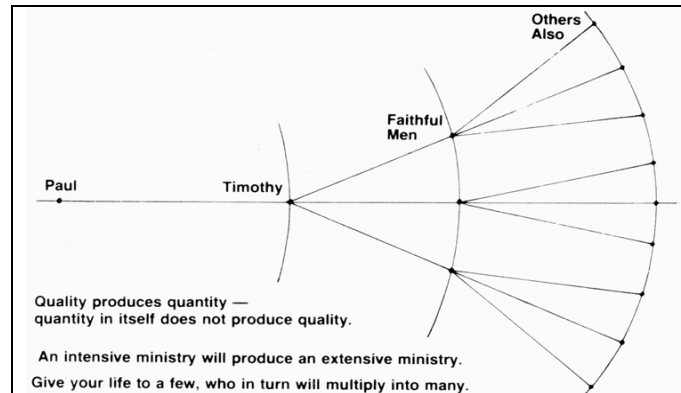 Others
Also
Faithful
Men
Paul
Timothy
Quality produces quantity —
quantity in itself does not produce quality.
An intensive ministry will produce an extensive ministry.
Give your life to a few, who in turn will multiply into many.